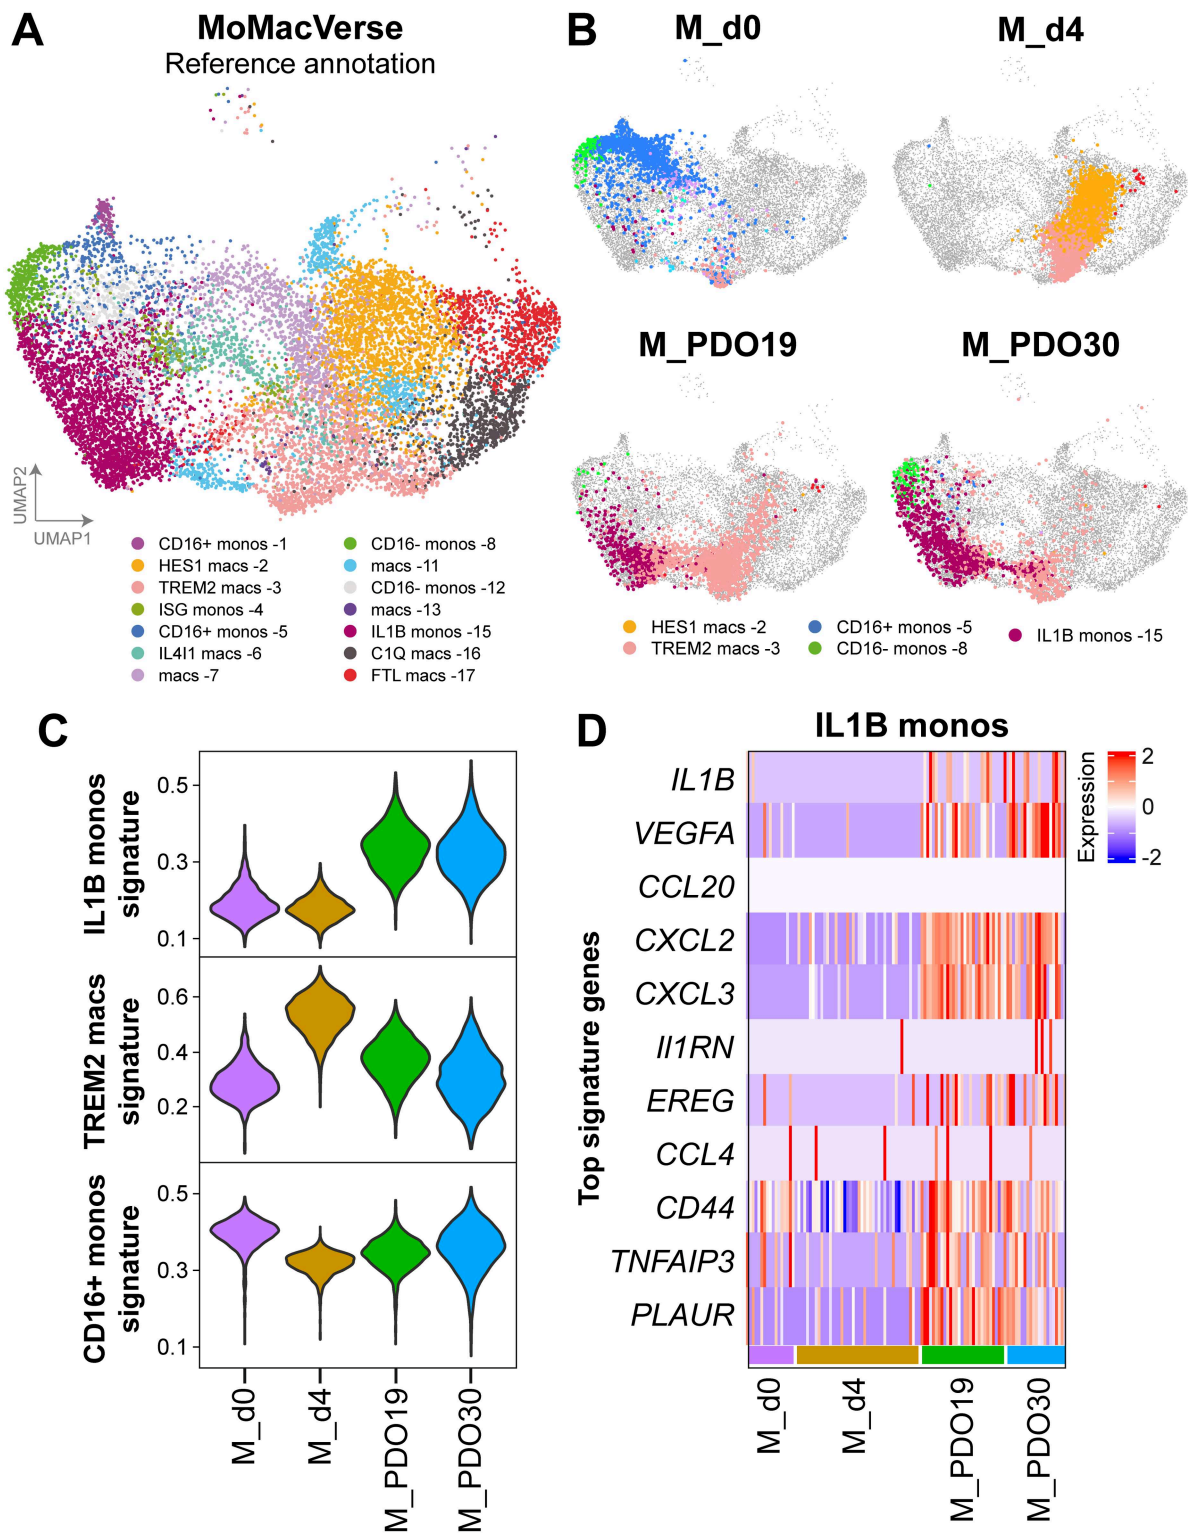 A
MoMacVerse
Reference annotation
UMAP2
UMAP1
CD16+ monos -1
HES1 macs -2
TREM2 macs -3
ISG monos -4
CD16+ monos -5
IL4I1 macs -6
macs -7
CD16- monos -8
macs -11
CD16- monos -12
macs -13
IL1B monos -15
C1Q macs -16
FTL macs -17
B
M_d0
M_d4
M_PDO19
M_PDO30
HES1 macs -2
TREM2 macs -3
CD16+ monos -5
CD16- monos -8
IL1B monos -15
C
IL1B monos
signature
0.5
0.3
0.1
TREM2 macs
signature
0.6
0.4
0.2
CD16+ monos
signature
0.5
0.3
0.1
M_d0
M_d4
M_PDO19
M_PDO30
D
IL1B monos
Top signature genes
IL1B
VEGFA
CCL20
CXCL2
CXCL3
Il1RN
EREG
CCL4
CD44
TNFAIP3
PLAUR
Expression
2
0
-2
M_d0
M_d4
M_PDO19
M_PDO30